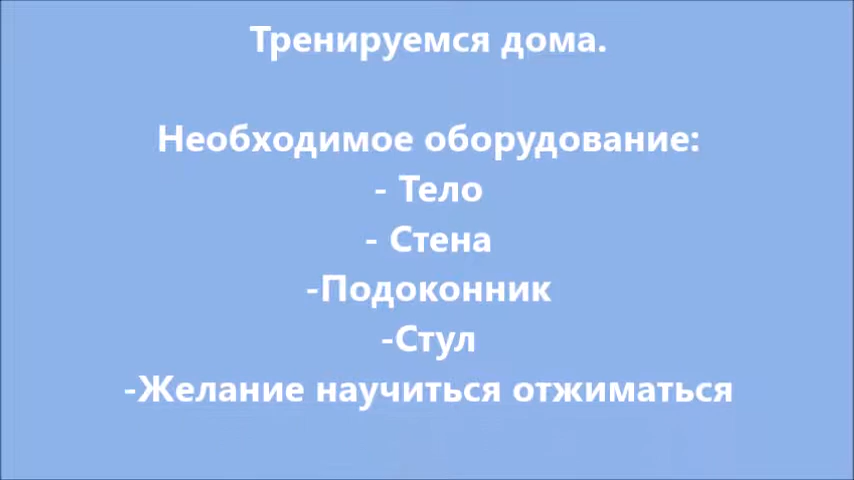 Тренируемся дома.
Необходимое оборудование:
- Тело
- Стена
-Подоконник
-Стул
-Желание научиться отжиматься